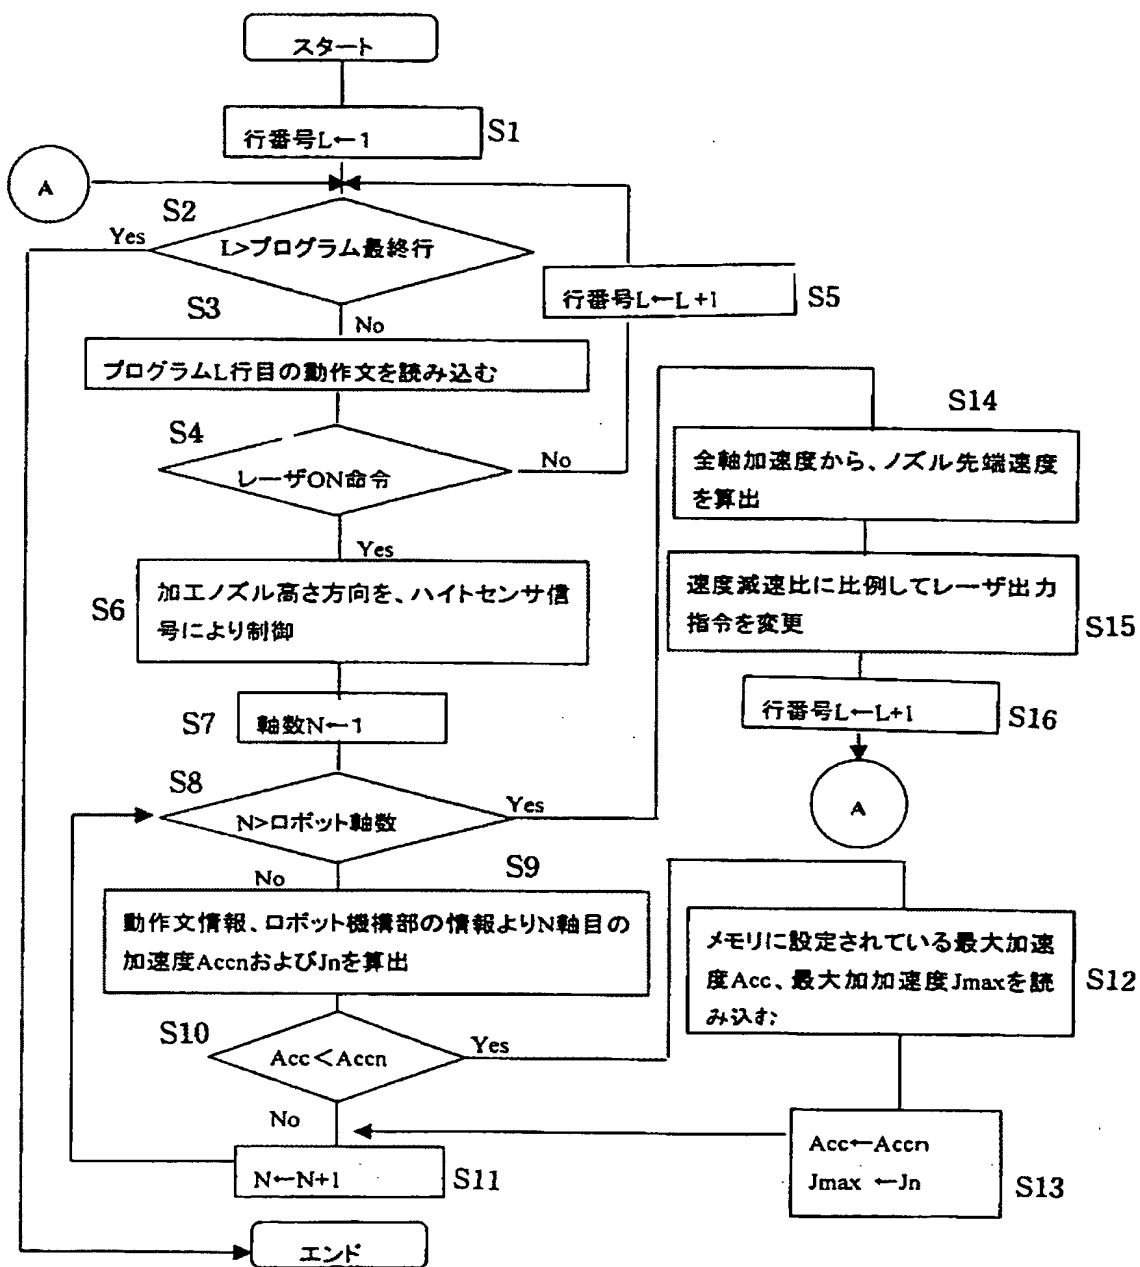 スタート
行番号L←1
S1
A
S2
Yes
L>プログラム最終行
No
S3
プログラムL行目の動作文を読み込む
S4
レーザON命令
No
行番号L←L+1
S5
Yes
S6
加工ノズル高さ方向を、ハイトセンサ信
号により制御
S7
軸数N←1
S8
N>ロボット軸数
Yes
No
S9
動作文情報、ロボット機構部の情報よりN軸目の
加速度AccnおよびJnを算出
S10
Acc<Accn
Yes
No
N←N+1
S11
S12
メモリに設定されている最大加速
度Acc、最大加加速度Jmaxを読
み込む
Acc←Accn
Jmax ←Jn
S13
S14
全軸加速度から、ノズル先端速度
を算出
速度減速比に比例してレーザ出力
指令を変更
S15
行番号L←L+1
S16
A
エンド